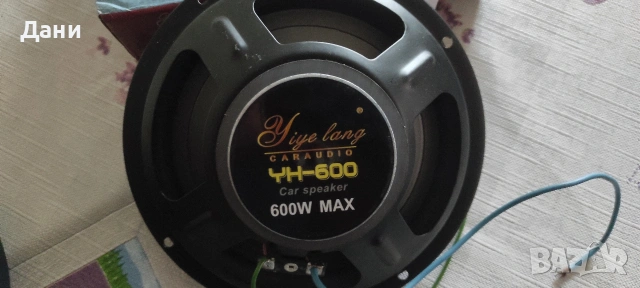 Дани
Yiye lang
CARAUDIO
YH-600
Car speaker
600W MAX
BAZAR